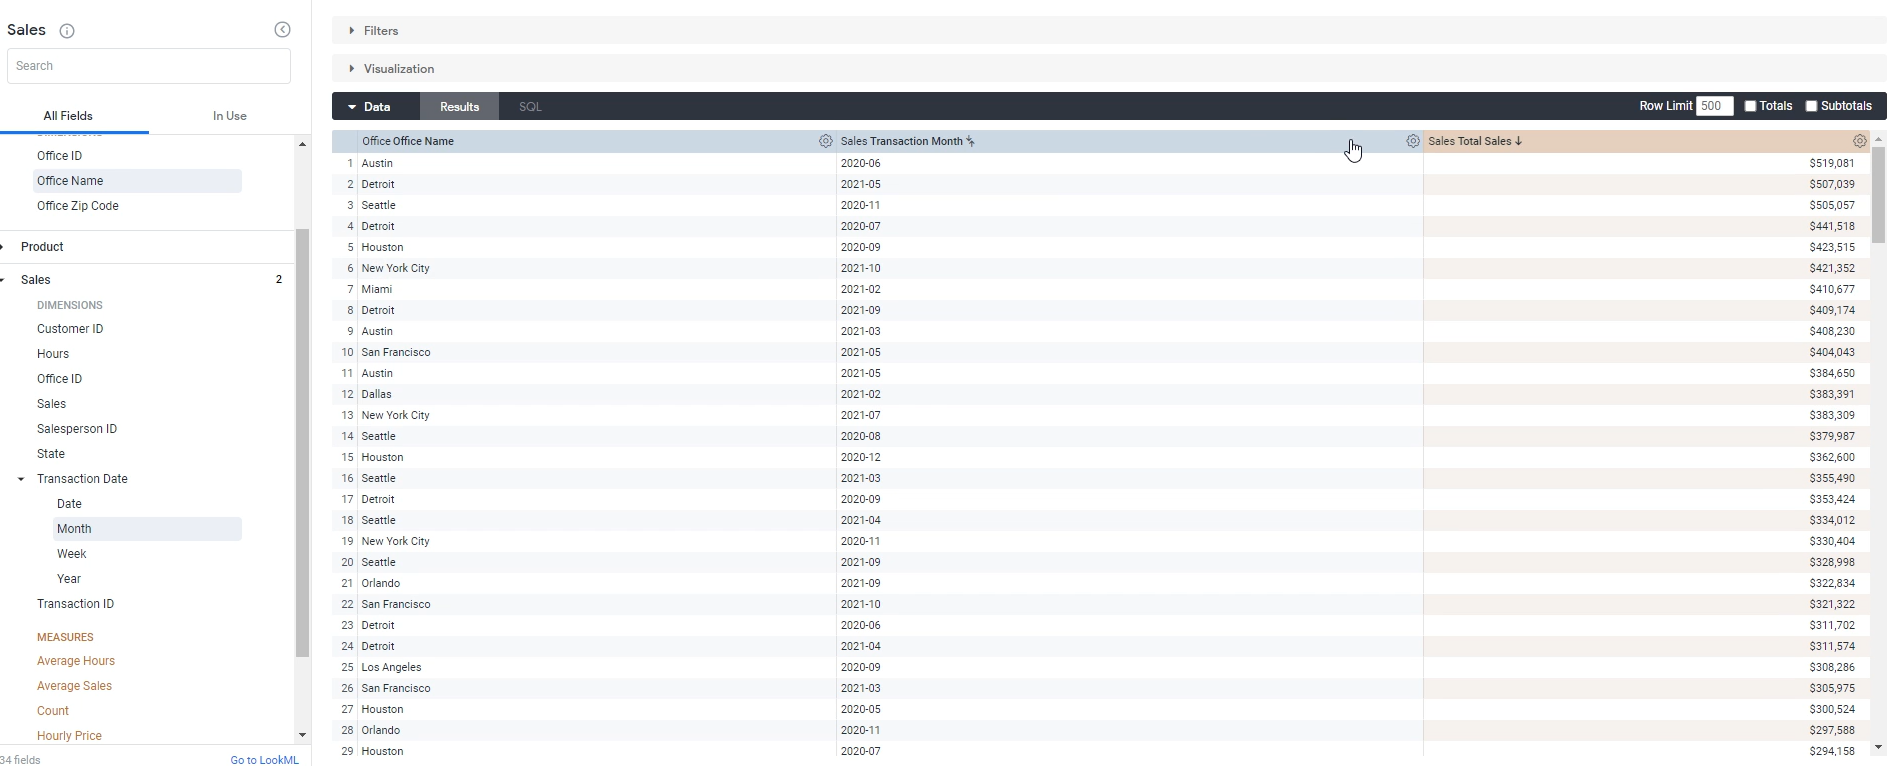 Sales
Search
All Fields In Use
Office ID
Office Name
Office Zip Code
Product
Sales 2
DIMENSIONS
Customer ID
Hours
Office ID
Sales
Salesperson ID
State
Transaction Date
Date
Month
Week
Year
Transaction ID
MEASURES
Average Hours
Average Sales
Count
Hourly Price
34 fields Go to LookML
Filters
Visualization
Data Results SQL Row Limit 500 Totals Subtotals
Office Office Name Sales Transaction Month Sales Total Sales
1 Austin 2020-06 $519,081
2 Detroit 2021-05 $507,039
3 Seattle 2020-11 $505,057
4 Detroit 2020-07 $441,518
5 Houston 2020-09 $423,515
6 New York City 2021-10 $421,352
7 Miami 2021-02 $410,677
8 Detroit 2021-09 $409,174
9 Austin 2021-03 $408,230
10 San Francisco 2021-05 $404,043
11 Austin 2021-05 $384,650
12 Dallas 2021-02 $383,391
13 New York City 2021-07 $383,309
14 Seattle 2020-08 $379,987
15 Houston 2020-12 $362,600
16 Seattle 2021-03 $355,490
17 Detroit 2020-09 $353,424
18 Seattle 2021-04 $334,012
19 New York City 2020-11 $330,404
20 Seattle 2021-09 $328,998
21 Orlando 2021-09 $322,834
22 San Francisco 2021-10 $321,322
23 Detroit 2020-06 $311,702
24 Detroit 2021-04 $311,574
25 Los Angeles 2020-09 $308,286
26 San Francisco 2021-03 $305,975
27 Houston 2020-05 $300,524
28 Orlando 2020-11 $297,588
29 Houston 2020-07 $294,158